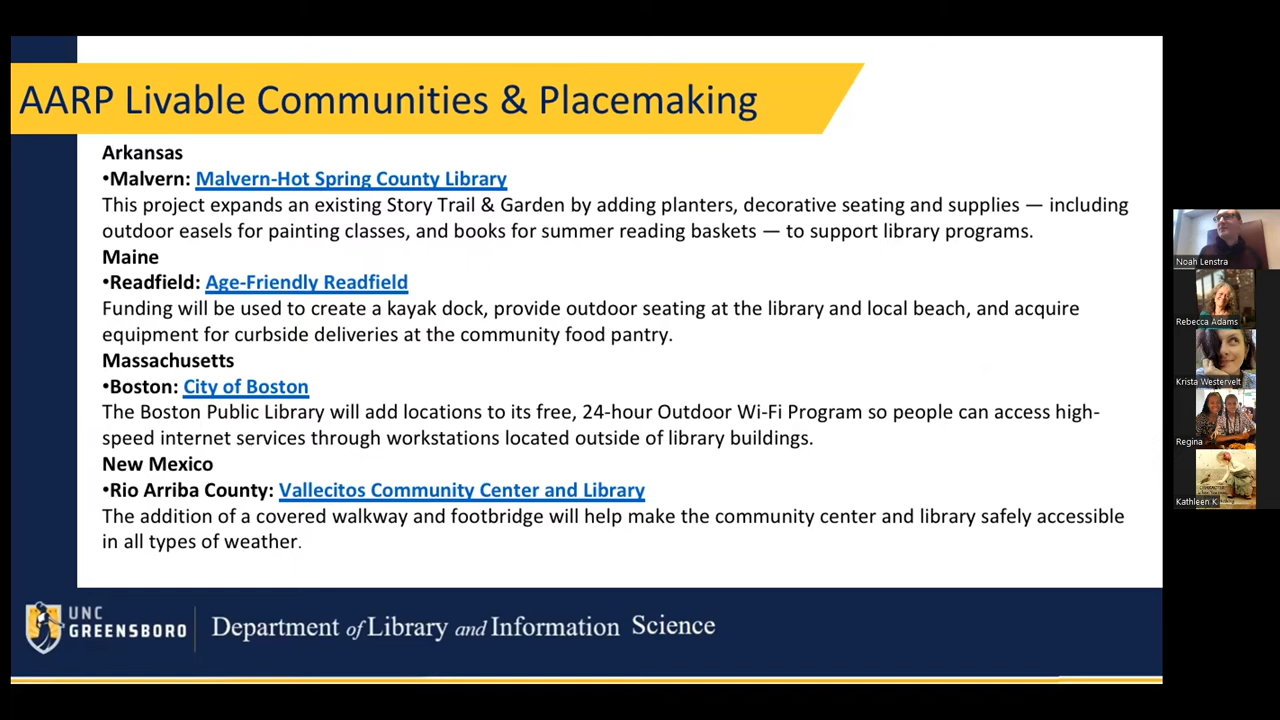 AARP Livable Communities & Placemaking
Arkansas
•Malvern: Malvern-Hot Spring County Library
This project expands an existing Story Trail & Garden by adding planters, decorative seating and supplies — including
outdoor easels for painting classes, and books for summer reading baskets — to support library programs.
Maine
•Readfield: Age-Friendly Readfield
Funding will be used to create a kayak dock, provide outdoor seating at the library and local beach, and acquire
equipment for curbside deliveries at the community food pantry.
Massachusetts
•Boston: City of Boston
The Boston Public Library will add locations to its free, 24-hour Outdoor Wi-Fi Program so people can access high-
speed internet services through workstations located outside of library buildings.
New Mexico
•Rio Arriba County: Vallecitos Community Center and Library
The addition of a covered walkway and footbridge will help make the community center and library safely accessible
in all types of weather.
UNC
GREENSBORO
Department of Library and Information Science
Noah Lenstra
Rebecca Adams
Krista Westervelt
Regina
Kathleen K